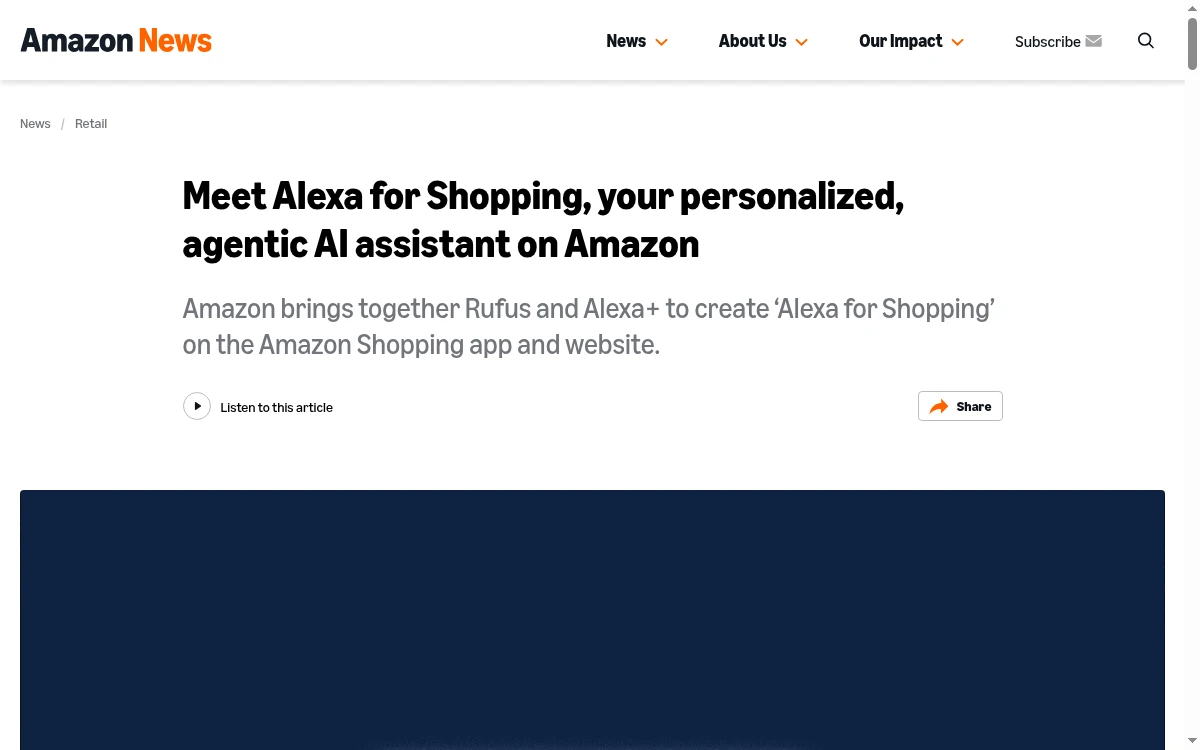 Amazon News
News
About Us
Our Impact
Subscribe
News / Retail
Meet Alexa for Shopping, your personalized,
agentic AI assistant on Amazon
Amazon brings together Rufus and Alexa+ to create ‘Alexa for Shopping’
on the Amazon Shopping app and website.
Listen to this article
Share